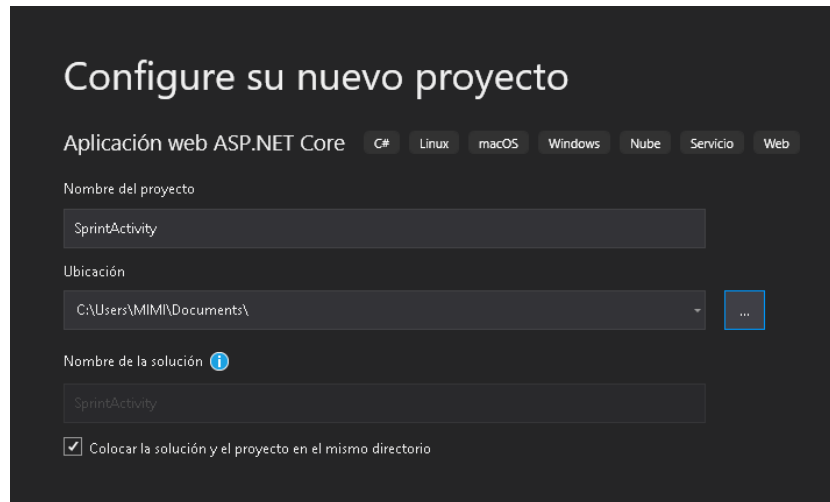 Configure su nuevo proyecto
Aplicación web ASP.NET Core C# Linux macOS Windows Nube Servicio Web
Nombre del proyecto
SprintActivity
Ubicación
C:\Users\MIMI\Documents\
...
Nombre de la solución
SprintActivity
Colocar la solución y el proyecto en el mismo directorio